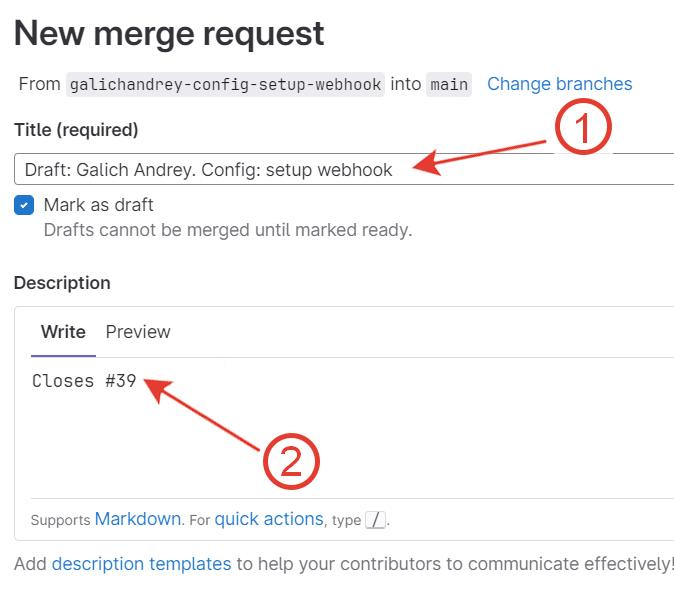 New merge request
From galichandrey-config-setup-webhook into main Change branches
Title (required)
1
Draft: Galich Andrey. Config: setup webhook
Mark as draft
Drafts cannot be merged until marked ready.
Description
Write Preview
Closes #39
2
Supports Markdown. For quick actions, type /.
Add description templates to help your contributors to communicate effectively!